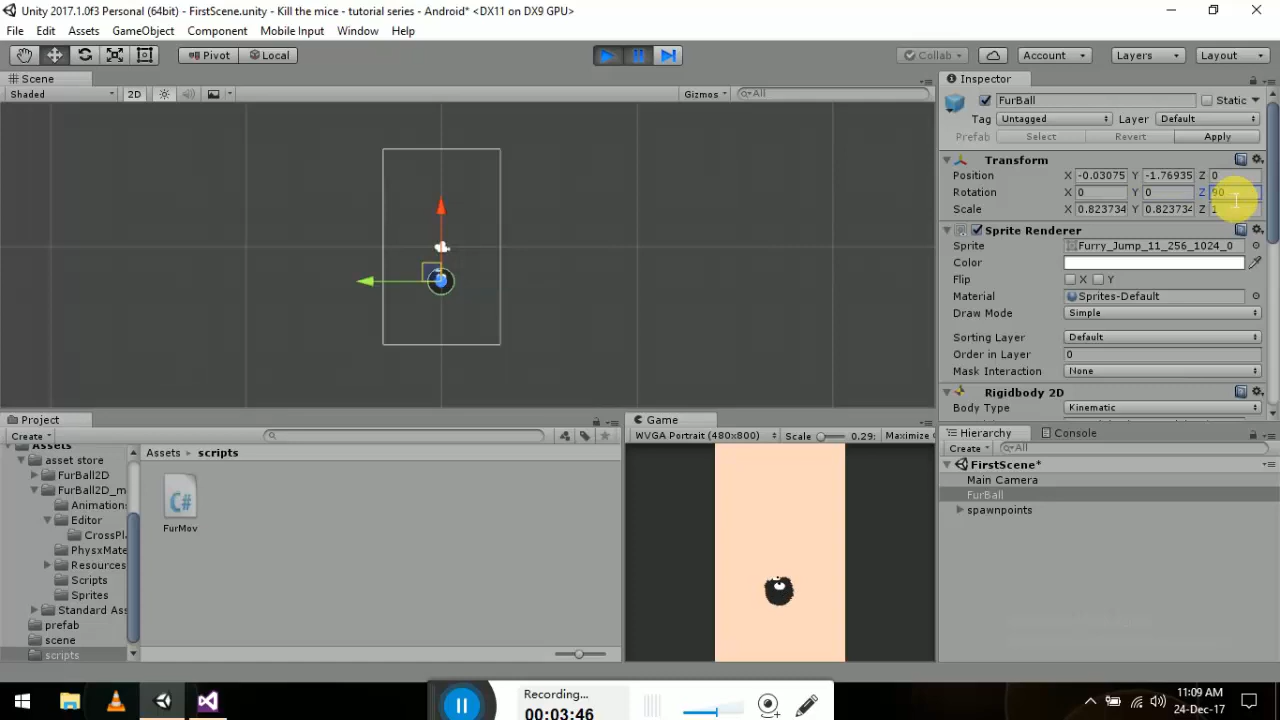 Unity 2017.1.0f3 Personal (64bit) - FirstScene.unity - Kill the mice - tutorial series - Android* <DX11 on DX9 GPU>
File Edit Assets GameObject Component Mobile Input Window Help
Pivot Local Collab Account Layers Layout
Scene
Shaded 2D Gizmos All
Inspector
FurBall Static
Tag Untagged Layer Default
Prefab Select Revert Apply
Transform
Position X -0.03075 Y -1.76935 Z 0
Rotation X 0 Y 0 Z 90
Scale X 0.823734 Y 0.823734 Z 1
Sprite Renderer
Sprite Furry_Jump_11_256_1024_0
Color
Flip X Y
Material Sprites-Default
Draw Mode Simple
Sorting Layer Default
Order in Layer 0
Mask Interaction None
Rigidbody 2D
Body Type Kinematic
Project
Create
Assets
asset store
FurBall2D
FurBall2D_m
Animation
Editor
CrossPl
PhysxMate
Resources
Scripts
Sprites
Standard Ass
prefab
scene
scripts
Assets scripts
C#
FurMov
Game
WVGA Portrait (480x800) Scale 0.29: Maximize
Hierarchy Console
Create All
FirstScene*
Main Camera
FurBall
spawnpoints
Recording...
00:03:46
11:09 AM
24-Dec-17